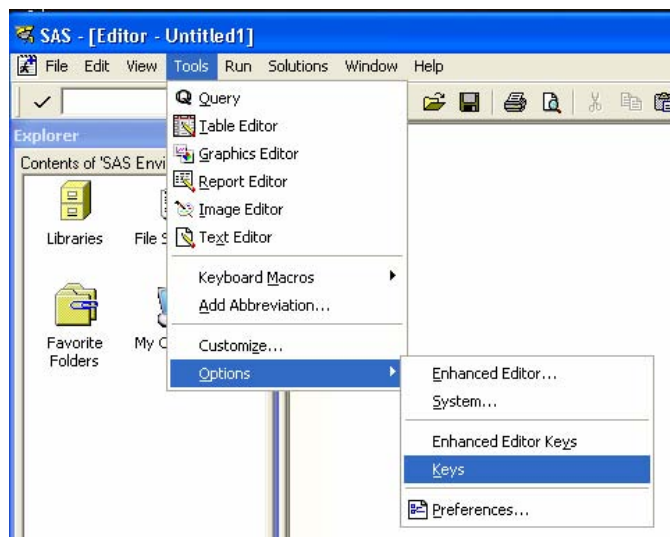 SAS - [Editor - Untitled1]
File Edit View Tools Run Solutions Window Help
Query
Table Editor
Graphics Editor
Report Editor
Image Editor
Text Editor
Keyboard Macros
Add Abbreviation...
Customize...
Options
Explorer
Contents of 'SAS Envi
Libraries
File S
Favorite
Folders
My C
Enhanced Editor...
System...
Enhanced Editor Keys
Keys
Preferences...